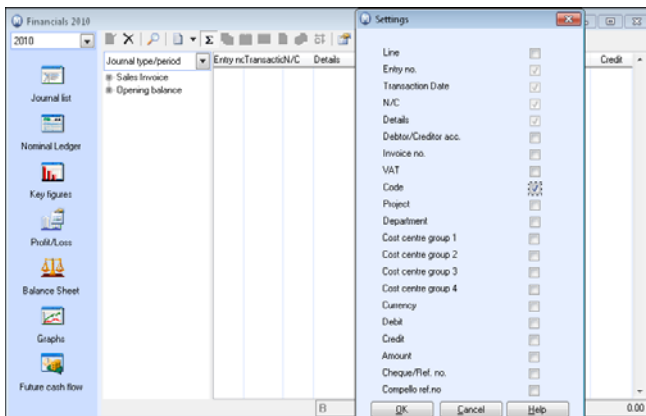 Financials 2010
2010
Journal list
Nominal Ledger
Key figures
Profit/Loss
Balance Sheet
Graphs
Future cash flow
Journal type/period
Sales Invoice
Opening balance
Entry nc Transactic N/C Details
Credit
Settings
Line
Entry no.
Transaction Date
N/C
Details
Debtor/Creditor acc.
Invoice no.
VAT
Code
Project
Department
Cost centre group 1
Cost centre group 2
Cost centre group 3
Cost centre group 4
Currency
Debit
Credit
Amount
Cheque/Ref. no.
Compello ref.no
OK Cancel Help
0.00